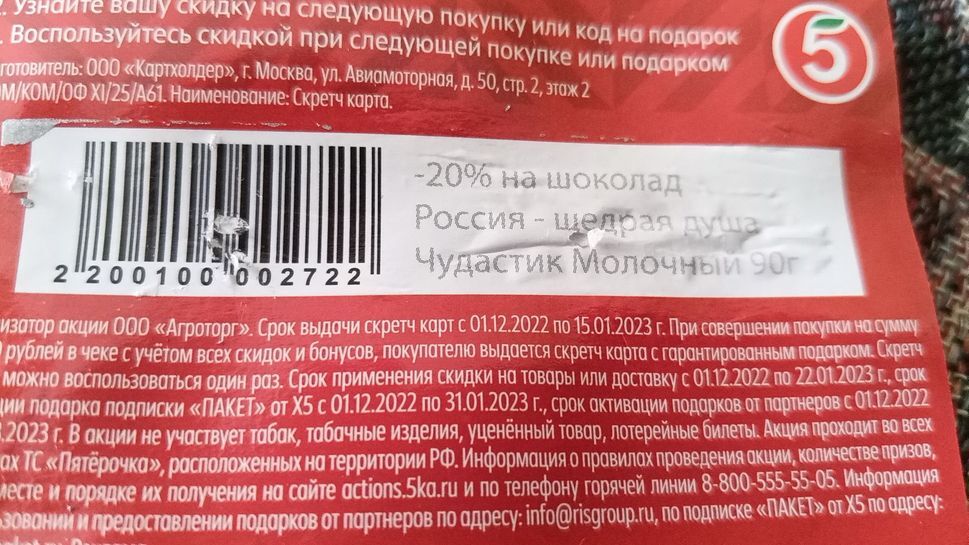 2. Узнайте вашу скидку на следующую покупку или код на подарок
. Воспользуйтесь скидкой при следующей покупке или подарком
готовитель: ООО «Картхолдер», г. Москва, ул. Авиамоторная, д. 50, стр. 2, этаж 2
ОМ/КОМ/ОФ XI/25/А61. Наименование: Скретч карта.
5
-20% на шоколад
Россия - щедрая душа
Чудастик Молочный 90г
2 200100 002722
изатор акции ООО «Агроторг». Срок выдачи скретч карт с 01.12.2022 по 15.01.2023 г. При совершении покупки на сумму
рублей в чеке с учётом всех скидок и бонусов, покупателю выдается скретч карта с гарантированным подарком. Скретч
можно воспользоваться один раз. Срок применения скидки на товары или доставку с 01.12.2022 по 22.01.2023 г., срок
ции подарка подписки «ПАКЕТ» от X5 с 01.12.2022 по 31.01.2023 г., срок активации подарков от партнеров с 01.12.2022
.2023 г. В акции не участвует табак, табачные изделия, уценённый товар, лотерейные билеты. Акция проходит во всех
ах ТС «Пятёрочка», расположенных на территории РФ. Информация о правилах проведения акции, количестве призов,
месте и порядке их получения на сайте actions.5ka.ru и по телефону горячей линии 8-800-555-55-05. Информация
ьзовании и предоставлении подарков от партнеров по адресу: info@risgroup.ru, по подписке «ПАКЕТ» от X5 по адресу: